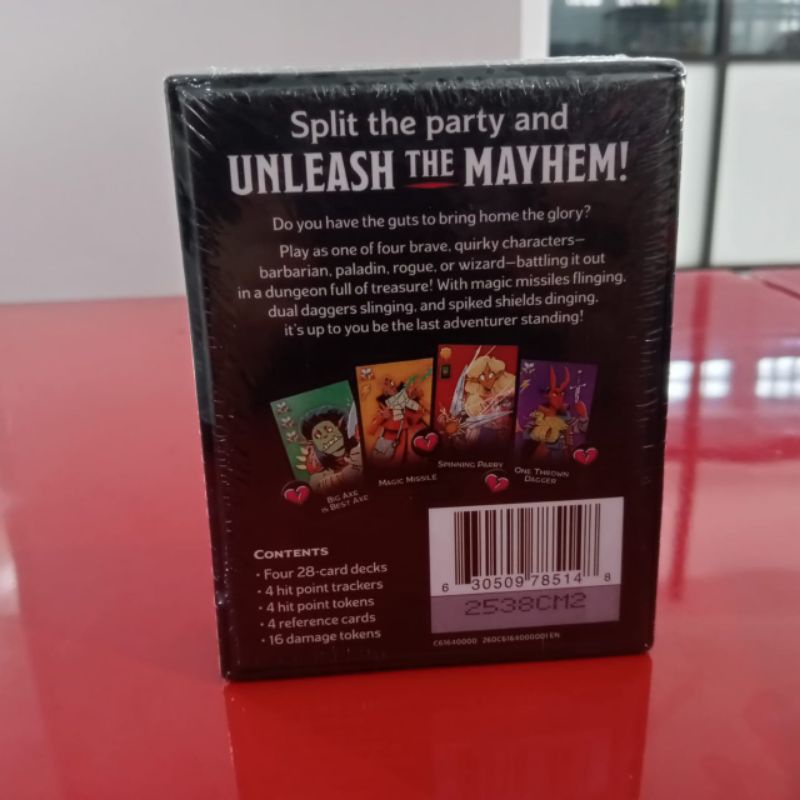 Split the party and
UNLEASH THE MAYHEM!
Do you have the guts to bring home the glory?
Play as one of four brave, quirky characters—
barbarian, paladin, rogue, or wizard—battling it out
in a dungeon full of treasure! With magic missiles flinging,
dual daggers slinging, and spiked shields dinging,
it's up to you be the last adventurer standing!
BIG AXE
IS BEST AXE
MAGIC MISSILE
SPINNING PARRY
ONE THROWN
DAGGER
CONTENTS
• Four 28-card decks
• 4 hit point trackers
• 4 hit point tokens
• 4 reference cards
• 16 damage tokens
6 30509 78514 8
2538CM2
C61640000 260C6164000001 EN